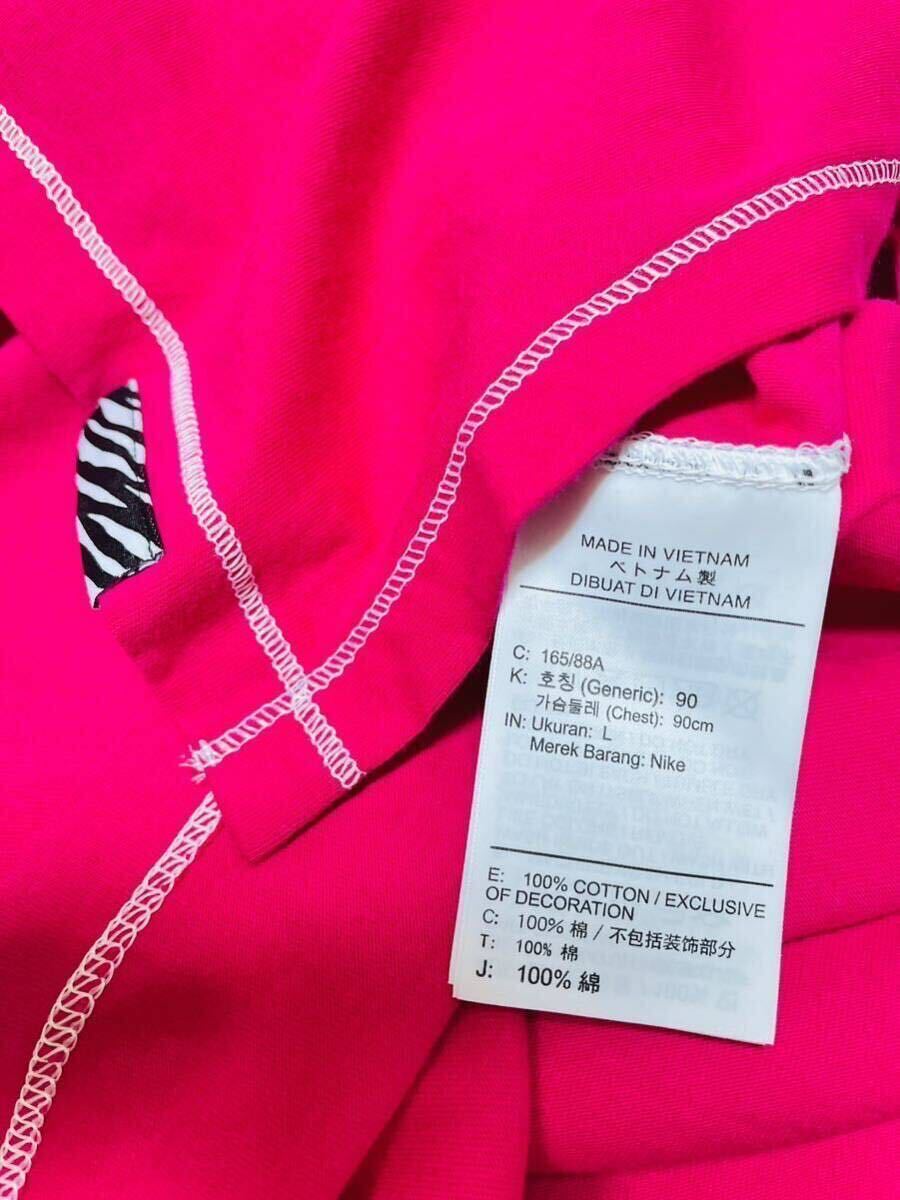 MADE IN VIETNAM
ベトナム製
DIBUAT DI VIETNAM
C: 165/88A
K: 호칭 (Generic): 90
가슴둘레 (Chest): 90cm
IN: Ukuran: L
Merek Barang: Nike
E: 100% COTTON / EXCLUSIVE
OF DECORATION
C: 100% 棉 / 不包括装饰部分
T: 100% 棉
J: 100% 綿